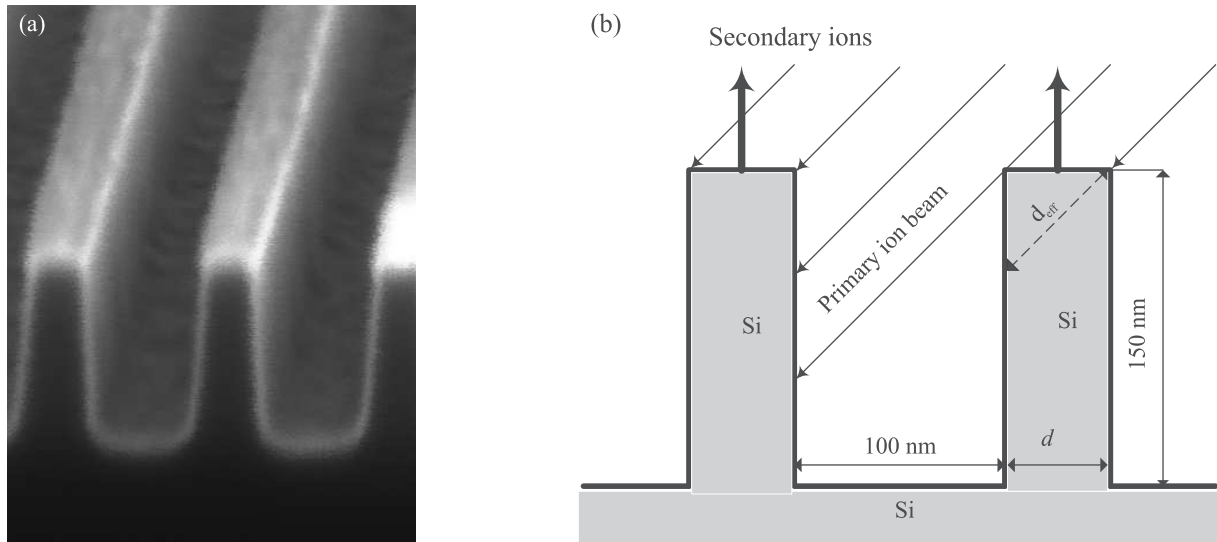 (a)
(b)
Secondary ions
Primary ion beam
d_eff
Si
Si
150 nm
100 nm
d
Si